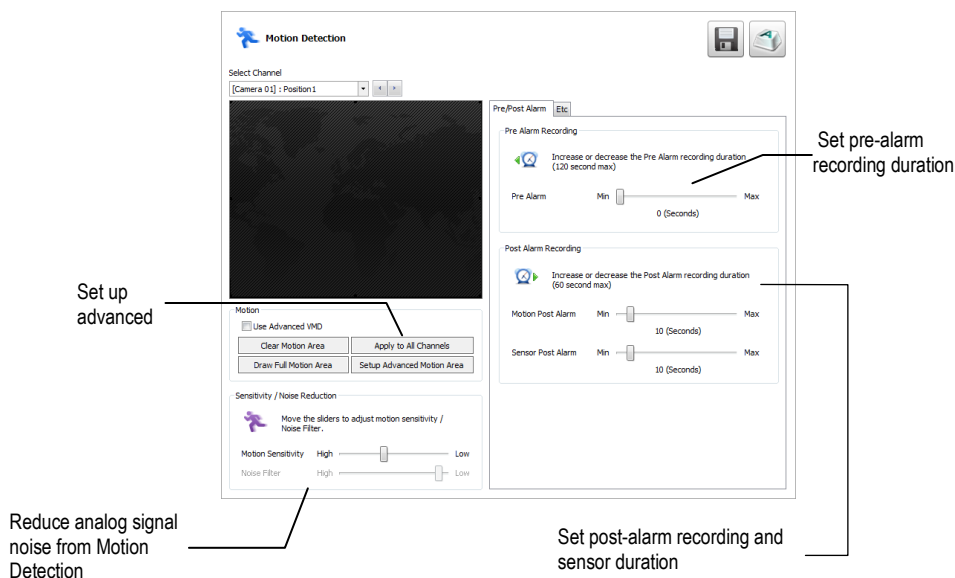 Motion Detection
Select Channel
[Camera 01] : Position1
Pre/Post Alarm
Etc
Pre Alarm Recording
Increase or decrease the Pre Alarm recording duration
(120 second max)
Pre Alarm
Min
Max
0 (Seconds)
Set pre-alarm
recording duration
Post Alarm Recording
Increase or decrease the Post Alarm recording duration
(60 second max)
Motion Post Alarm
Min
Max
10 (Seconds)
Sensor Post Alarm
Min
Max
10 (Seconds)
Set up
advanced
Motion
Use Advanced VMD
Clear Motion Area
Apply to All Channels
Draw Full Motion Area
Setup Advanced Motion Area
Sensitivity / Noise Reduction
Move the sliders to adjust motion sensitivity /
Noise Filter.
Motion Sensitivity
High
Low
Noise Filter
High
Low
Reduce analog signal
noise from Motion
Detection
Set post-alarm recording and
sensor duration